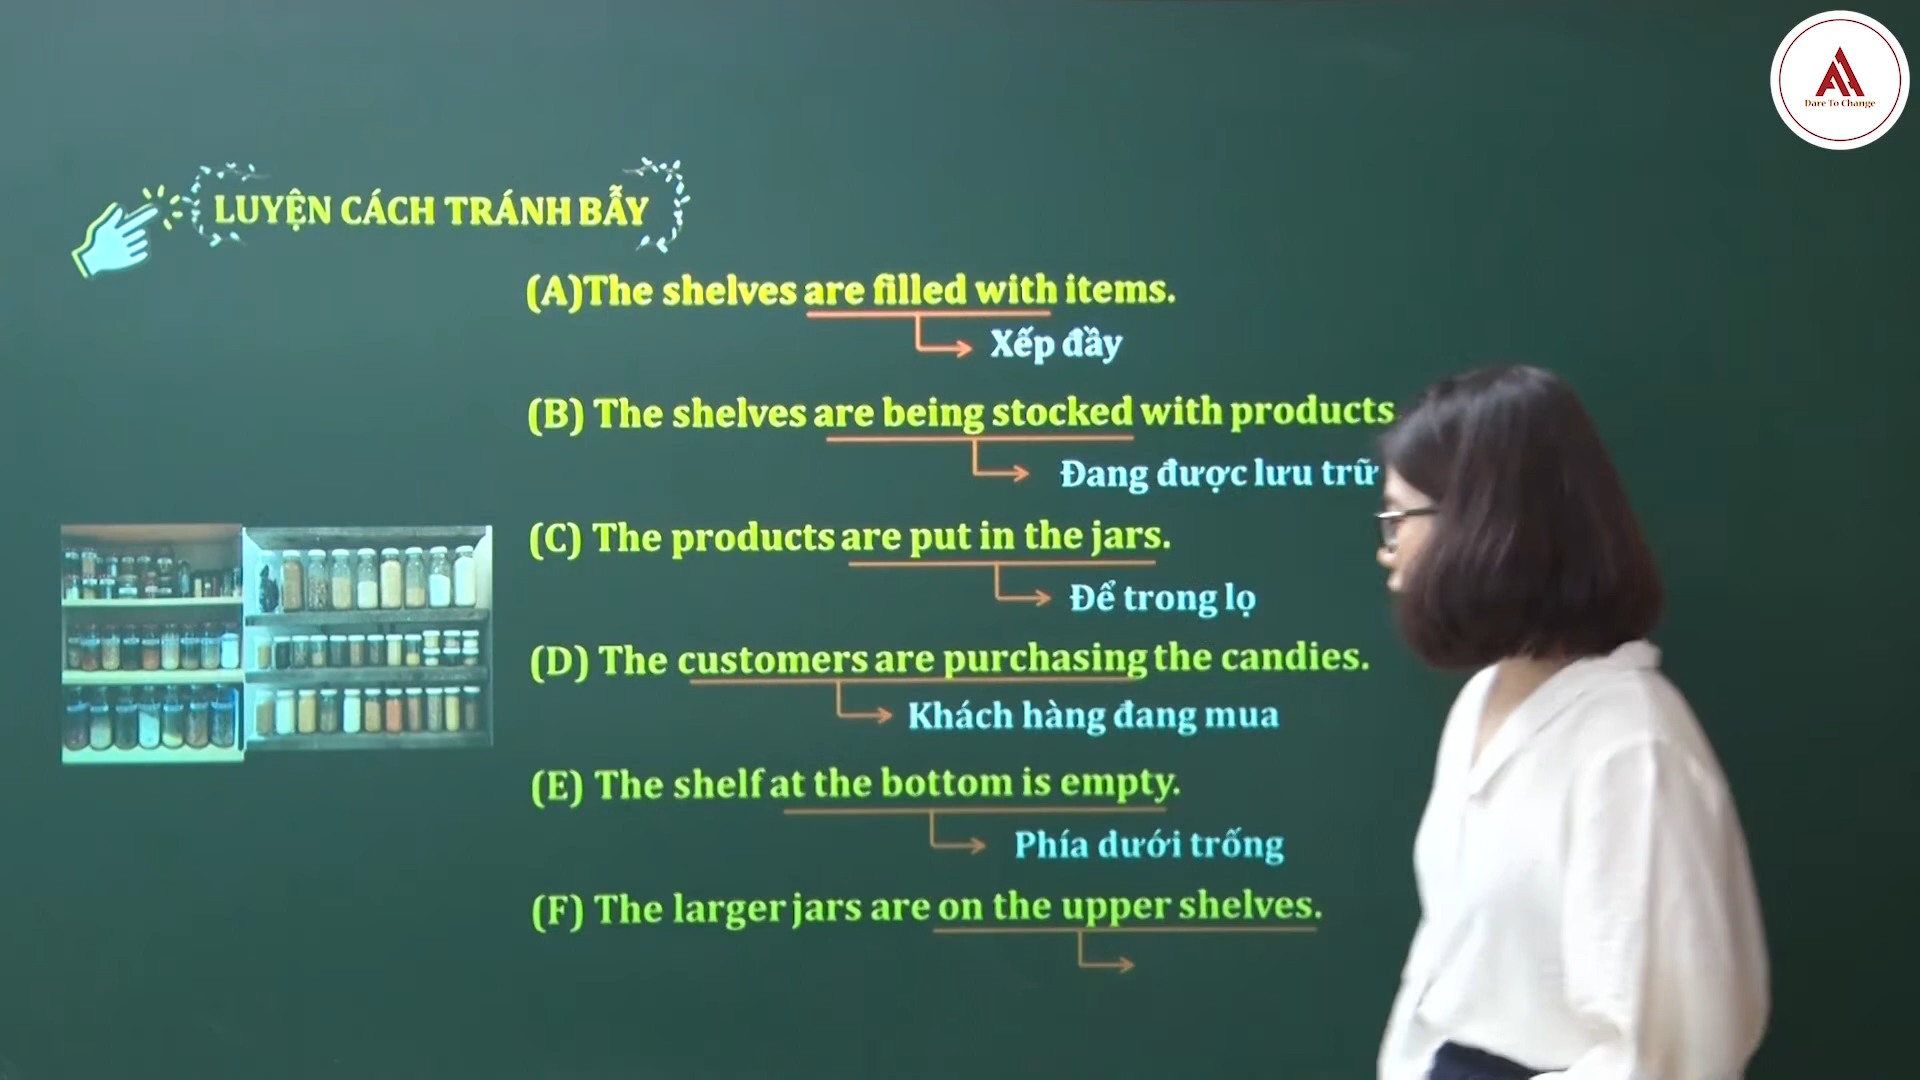 Dare To Change
LUYỆN CÁCH TRÁNH BẪY
(A)The shelves are filled with items.
Xếp đầy
(B) The shelves are being stocked with products
Đang được lưu trữ
(C) The products are put in the jars.
Để trong lọ
(D) The customers are purchasing the candies.
Khách hàng đang mua
(E) The shelf at the bottom is empty.
Phía dưới trống
(F) The larger jars are on the upper shelves.